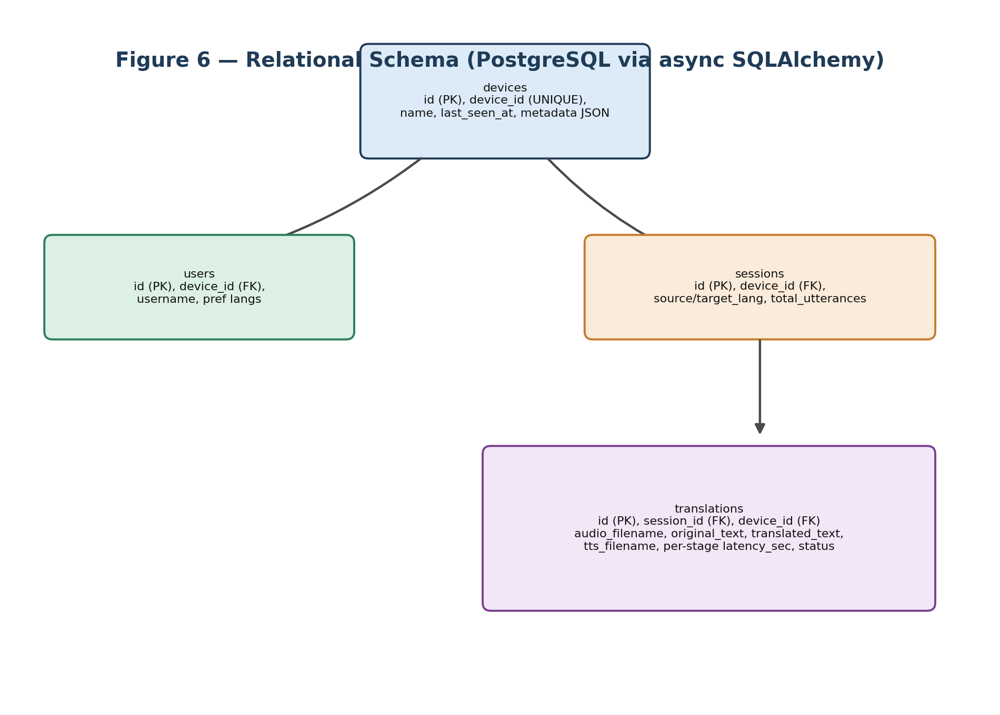 Figure 6 — Relational Schema (PostgreSQL via async SQLAlchemy)
devices
id (PK), device_id (UNIQUE),
name, last_seen_at, metadata JSON
users
id (PK), device_id (FK),
username, pref langs
sessions
id (PK), device_id (FK),
source/target_lang, total_utterances
translations
id (PK), session_id (FK), device_id (FK)
audio_filename, original_text, translated_text,
tts_filename, per-stage latency_sec, status